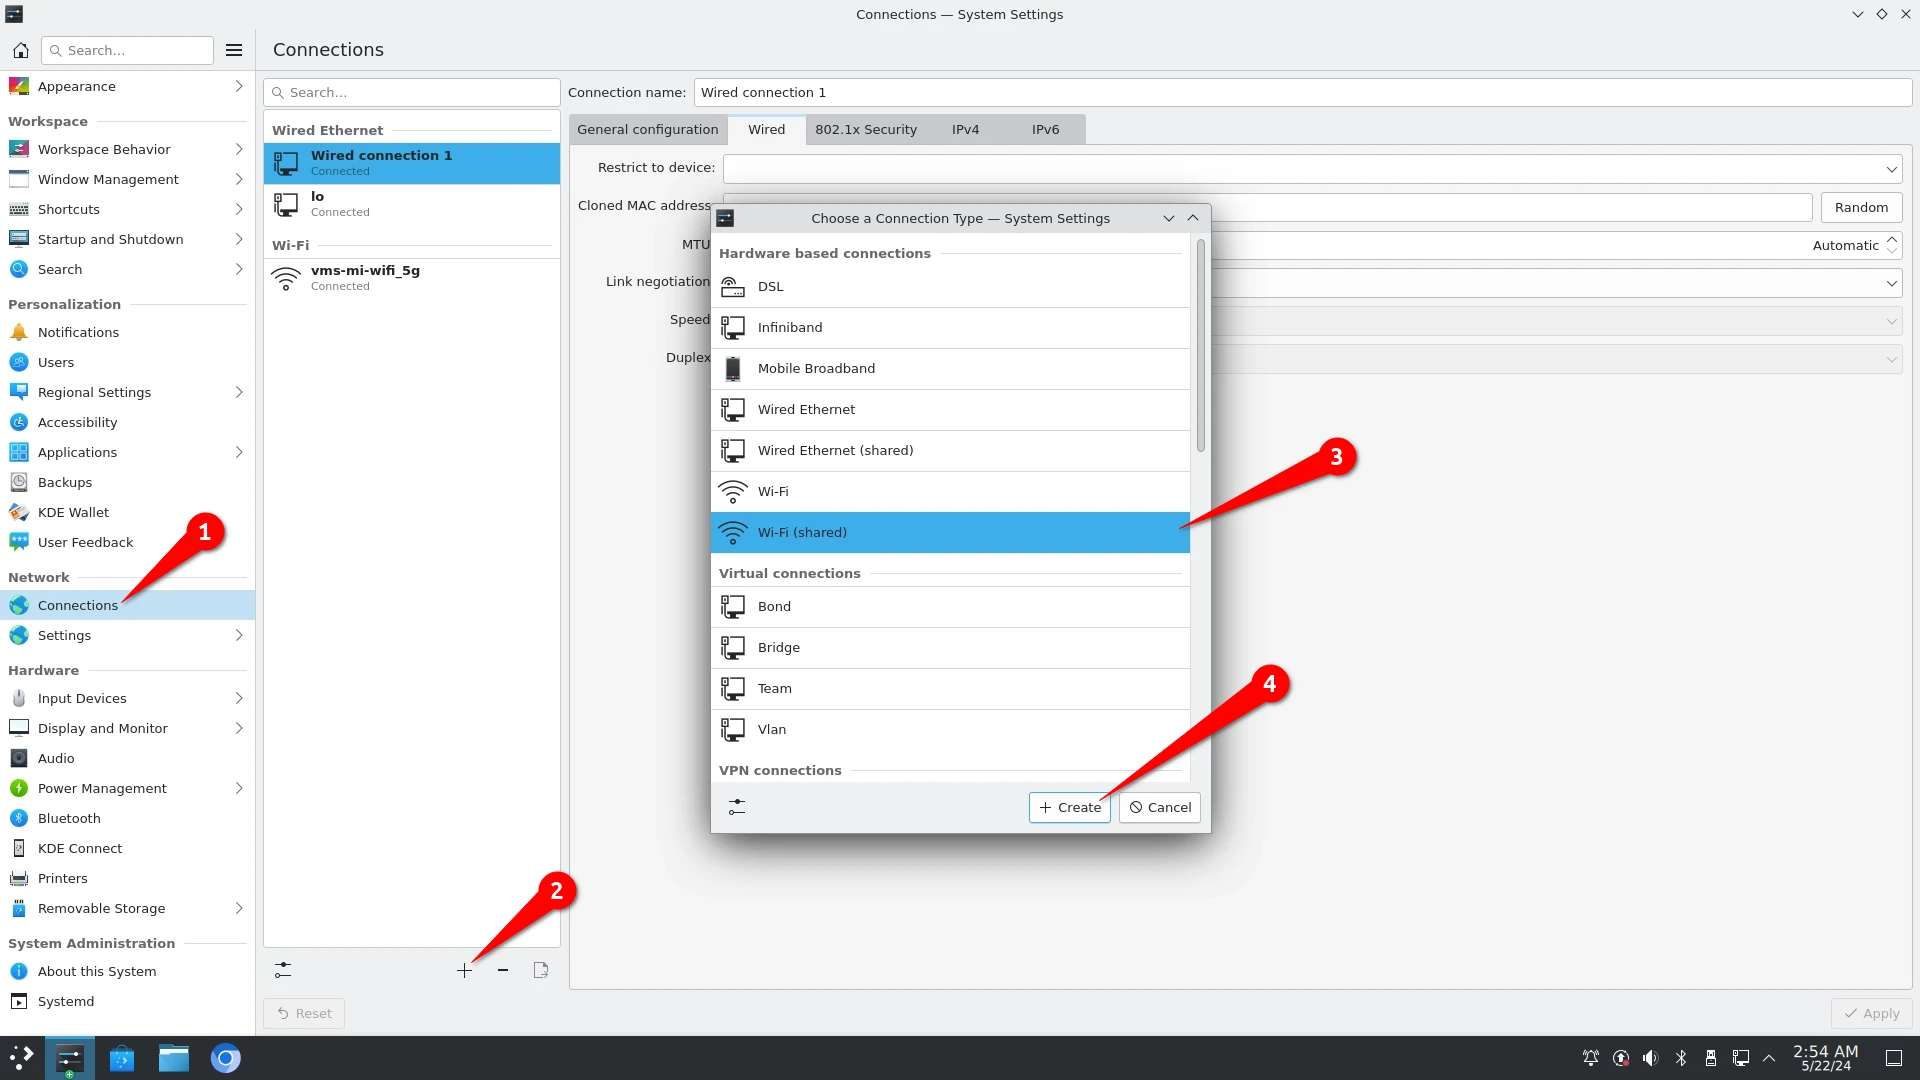 Connections — System Settings
Search...
Connections
Appearance
Workspace
Workspace Behavior
Window Management
Shortcuts
Startup and Shutdown
Search
Personalization
Notifications
Users
Regional Settings
Accessibility
Applications
Backups
KDE Wallet
User Feedback
1
Network
Connections
Settings
Hardware
Input Devices
Display and Monitor
Audio
Power Management
Bluetooth
KDE Connect
Printers
Removable Storage
System Administration
About this System
Systemd
Search...
Wired Ethernet
Wired connection 1
Connected
lo
Connected
Wi-Fi
vms-mi-wifi_5g
Connected
2
Reset
Connection name: Wired connection 1
General configuration Wired 802.1x Security IPv4 IPv6
Restrict to device:
Cloned MAC address
Random
MTU
Automatic
Link negotiation
Speed
Duplex
Choose a Connection Type — System Settings
Hardware based connections
DSL
Infiniband
Mobile Broadband
Wired Ethernet
Wired Ethernet (shared)
Wi-Fi
Wi-Fi (shared)
3
Virtual connections
Bond
Bridge
Team
Vlan
VPN connections
4
Create Cancel
Apply
2:54 AM
5/22/24